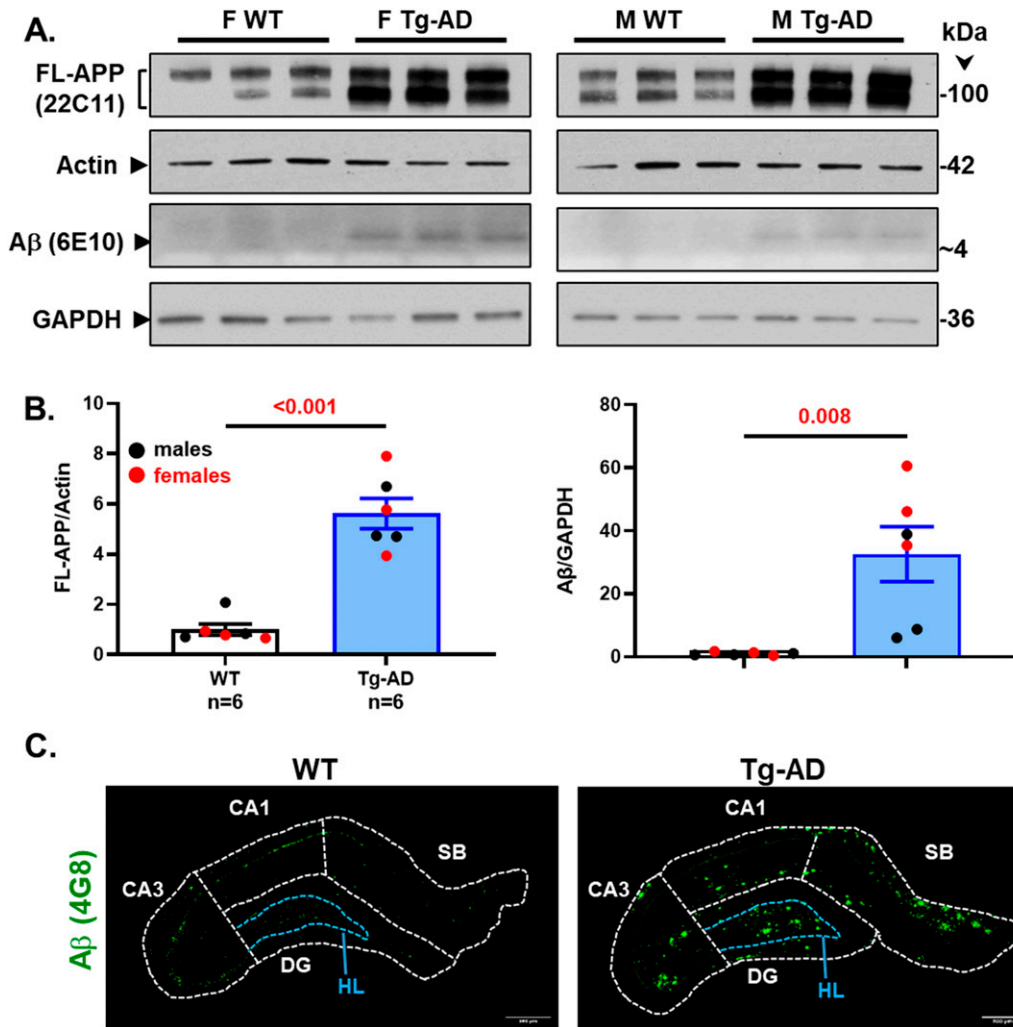 A.
F WT F Tg-AD M WT M Tg-AD kDa
FL-APP
(22C11)
-100
Actin
-42
Aβ (6E10)
~4
GAPDH
-36
B.
10
8
6
4
2
0
FL-APP/Actin
<0.001
males
females
WT
n=6
Tg-AD
n=6
80
60
40
20
0
Aβ/GAPDH
0.008
C.
WT
Tg-AD
Aβ (4G8)
CA1
SB
CA3
DG
HL
CA1
SB
CA3
DG
HL